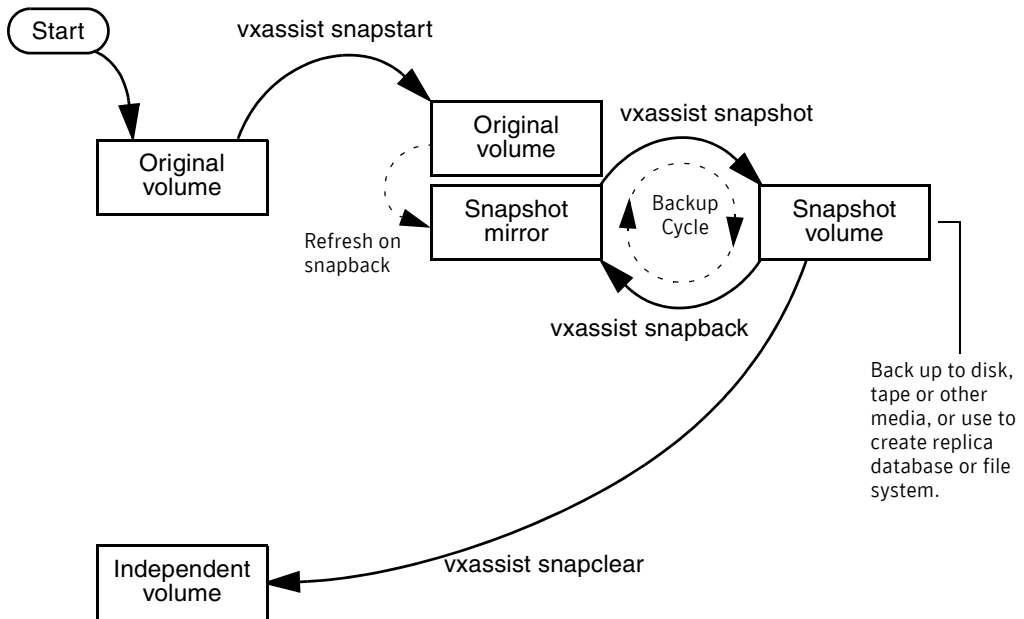 Start
vxassist snapstart
Original
volume
Original
volume
vxassist snapshot
Snapshot
mirror
Backup
Cycle
Snapshot
volume
Refresh on
snapback
vxassist snapback
Back up to disk,
tape or other
media, or use to
create replica
database or file
system.
Independent
volume
vxassist snapclear